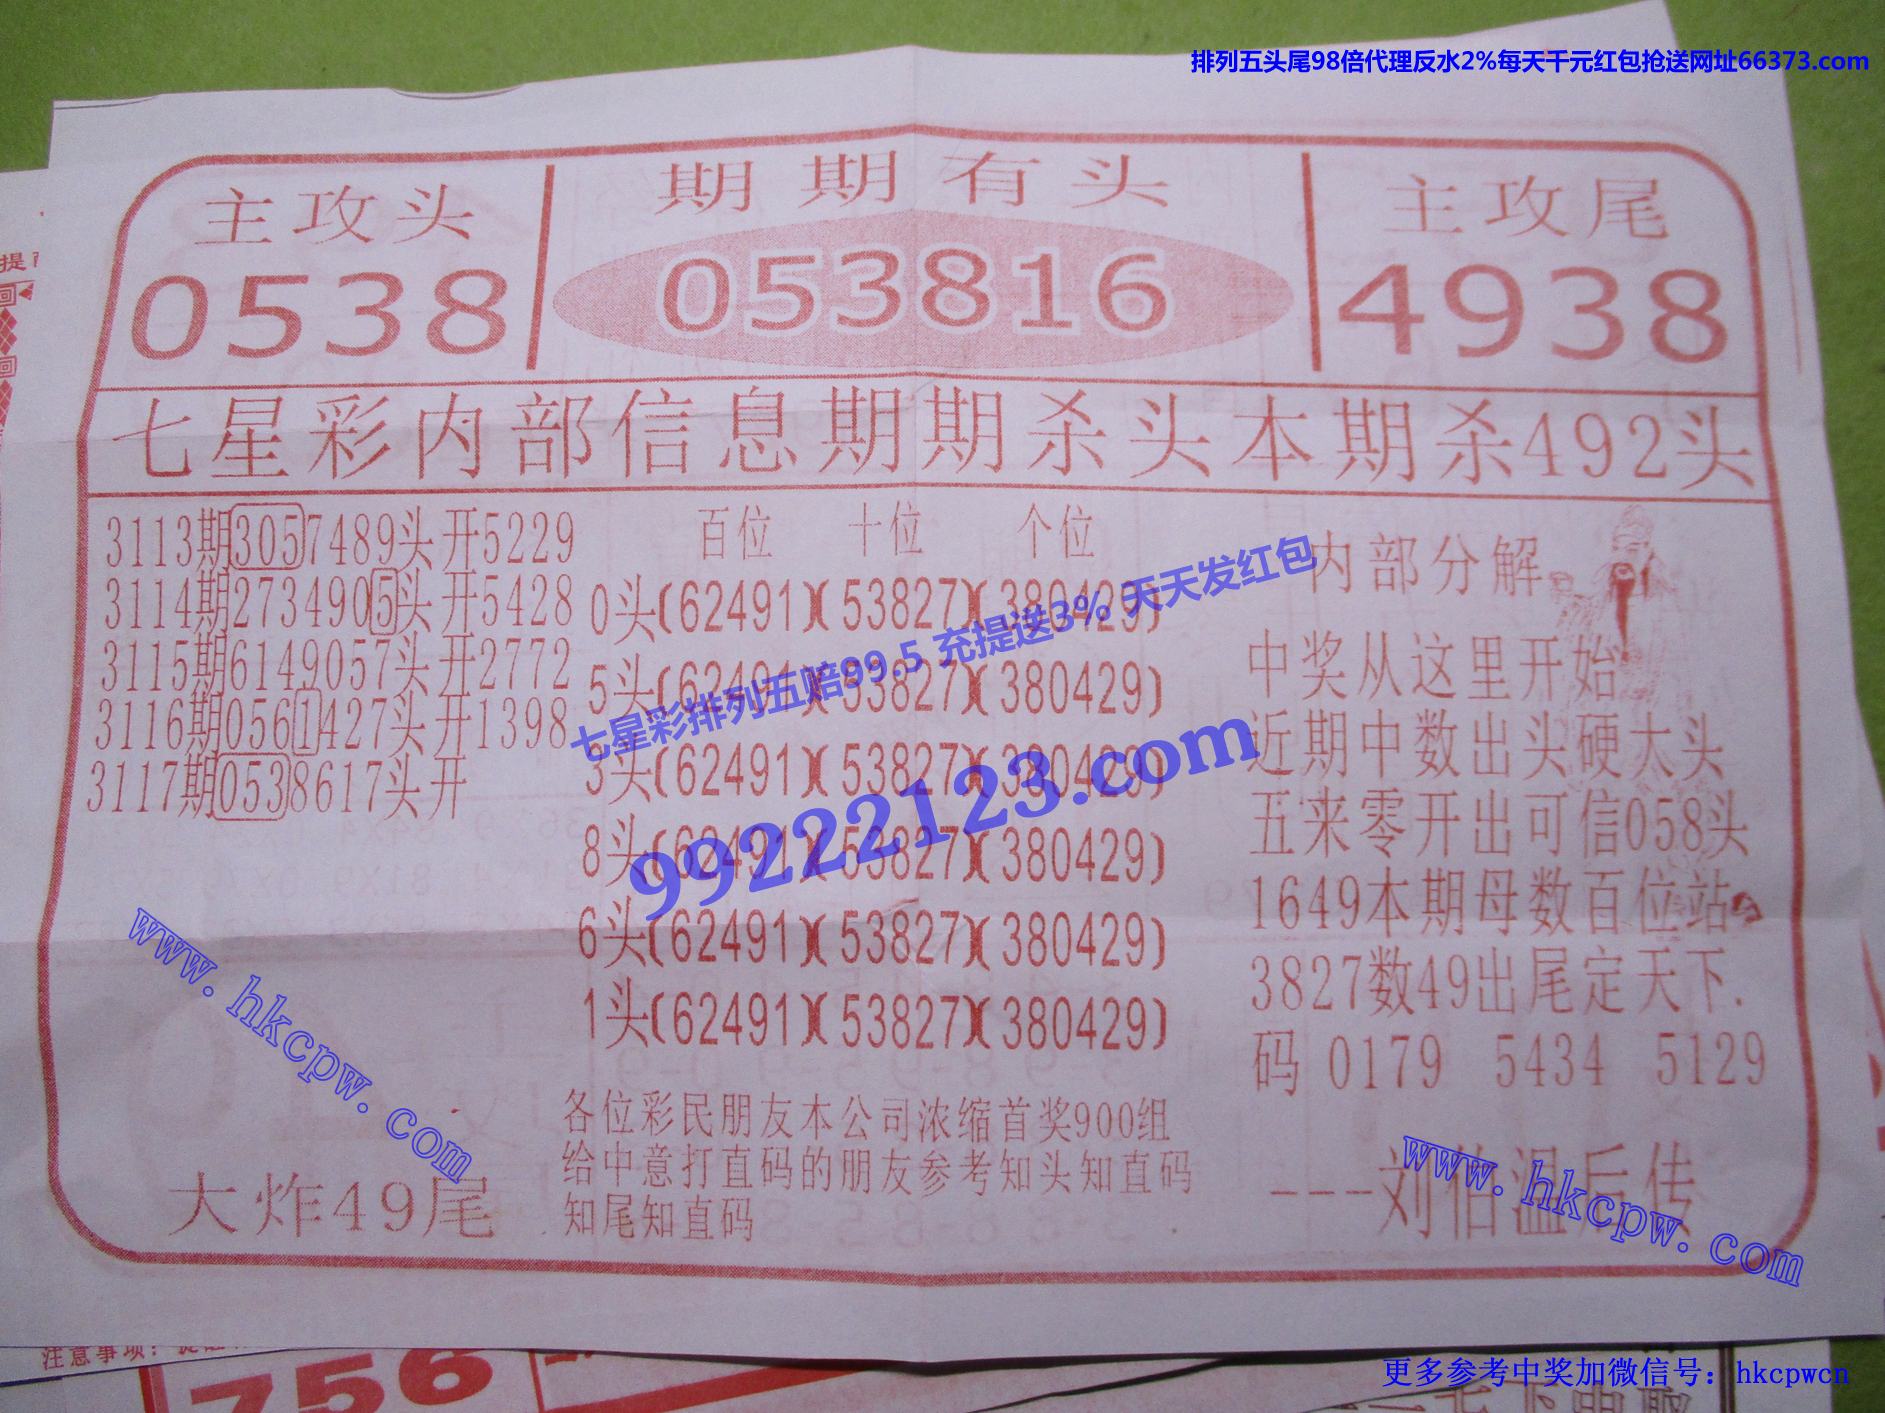 排列五头尾98倍代理反水2%每天千元红包抢送网址66373.com
主攻头
0538
期期有头
053816
主攻尾
4938
七星彩内部信息期期杀头本期杀492头
3113期3057489头开5229
3114期2734905头开5428
3115期6149057头开2772
3116期0561427头开1398
3117期0538617头开
大炸49尾
百位 十位 个位
0头(62491)(53827)(380429)
5头(62491)(53827)(380429)
3头(62491)(53827)(380429)
8头(62491)(53827)(380429)
6头(62491)(53827)(380429)
1头(62491)(53827)(380429)
各位彩民朋友本公司浓缩首奖900组
给中意打直码的朋友参考知头知直码
知尾知直码
内部分解
中奖从这里开始
近期中数出头硬大头
五来零开出可信058头
1649本期母数百位站
3827数49出尾定天下.
码 0179 5434 5129
---刘伯温后传
七星彩排列五赔99.5 充提送3% 天天发红包
99222123.com
www.hkcpw.com
www.hkcpw.com
注意事项:
756
更多参考中奖加微信号：hkcpwcn